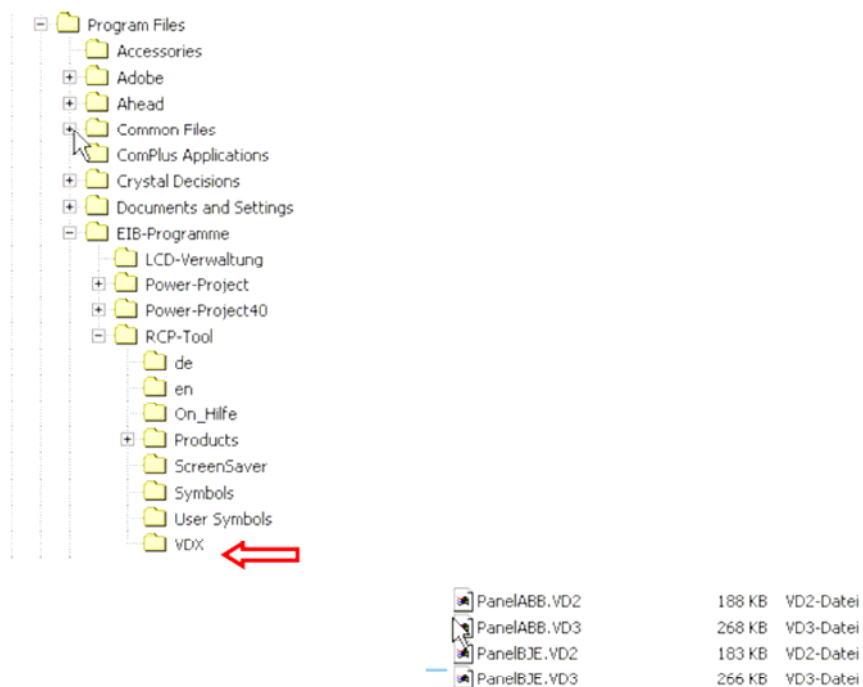 Program Files
Accessories
Adobe
Ahead
Common Files
ComPlus Applications
Crystal Decisions
Documents and Settings
EIB-Programme
LCD-Verwaltung
Power-Project
Power-Project40
RCP-Tool
de
en
On_Hilfe
Products
ScreenSaver
Symbols
User Symbols
VDX
PanelABB.VD2 188 KB VD2-Datei
PanelABB.VD3 268 KB VD3-Datei
PanelBJE.VD2 183 KB VD2-Datei
PanelBJE.VD3 266 KB VD3-Datei